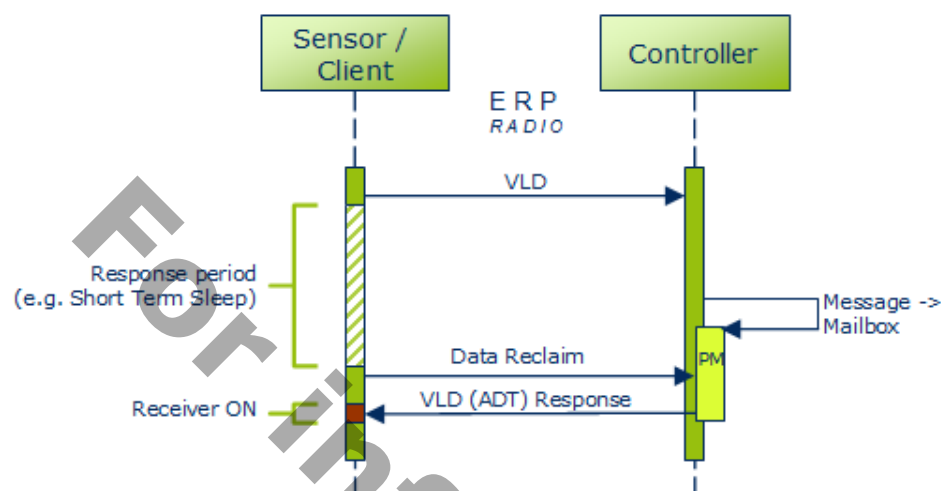 Sensor /
Client
Controller
E R P
RADIO
VLD
Response period
(e.g. Short Term Sleep)
Message ->
Mailbox
PM
Data Reclaim
VLD (ADT) Response
Receiver ON
For